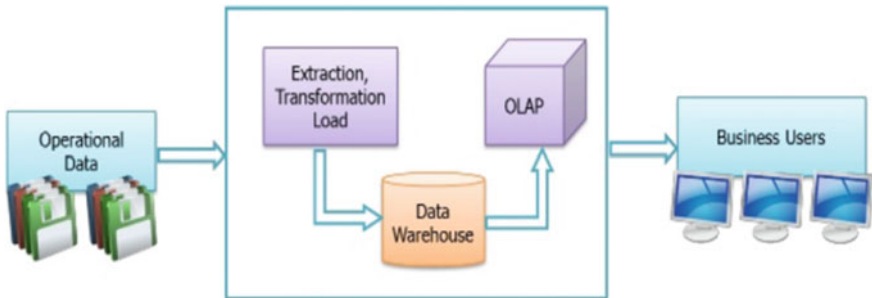 Operational
Data
Extraction,
Transformation
Load
Data
Warehouse
OLAP
Business Users